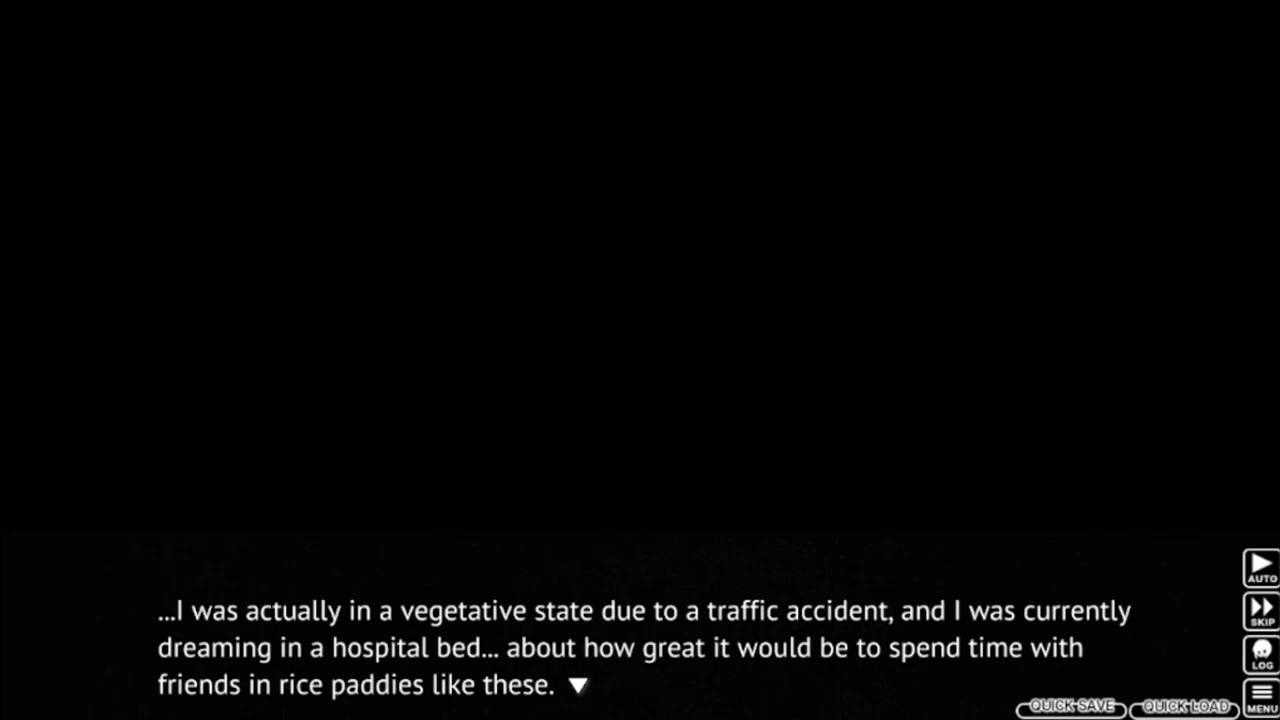 ...I was actually in a vegetative state due to a traffic accident, and I was currently
dreaming in a hospital bed... about how great it would be to spend time with
friends in rice paddies like these.
AUTO
SKIP
LOG
MENU
QUICK SAVE
QUICK LOAD